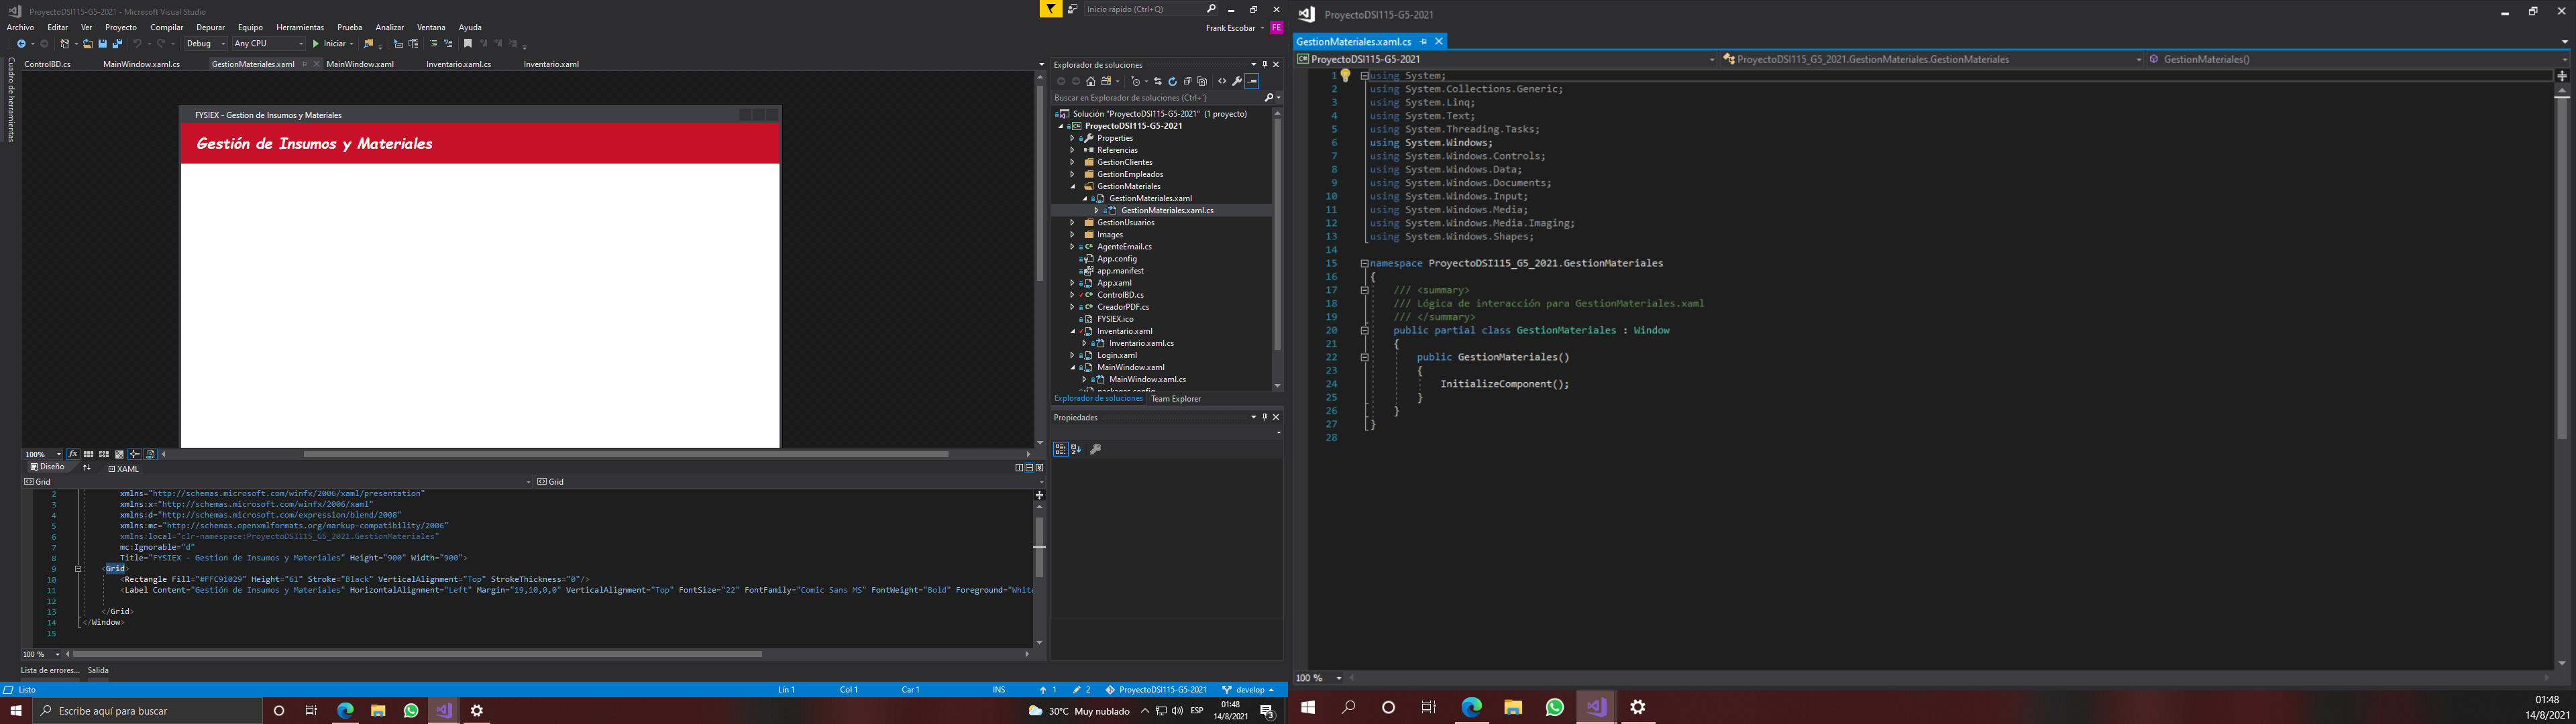 ProyectoDSI115-G5-2021 - Microsoft Visual Studio
Inicio rápido (Ctrl+Q)
Archivo Editar Ver Proyecto Compilar Depurar Equipo Herramientas Prueba Analizar Ventana Ayuda
Frank Escobar FE
Debug Any CPU Iniciar
Cuadro de herramientas
ControlBD.cs MainWindow.xaml.cs GestionMateriales.xaml MainWindow.xaml Inventario.xaml.cs Inventario.xaml
FYSIEX - Gestion de Insumos y Materiales
Gestión de Insumos y Materiales
100%
Diseño XAML
Grid Grid
2 xmlns="http://schemas.microsoft.com/winfx/2006/xaml/presentation"
3 xmlns:x="http://schemas.microsoft.com/winfx/2006/xaml"
4 xmlns:d="http://schemas.microsoft.com/expression/blend/2008"
5 xmlns:mc="http://schemas.openxmlformats.org/markup-compatibility/2006"
6 xmlns:local="clr-namespace:ProyectoDSI115_G5_2021.GestionMateriales"
7 mc:Ignorable="d"
8 Title="FYSIEX - Gestion de Insumos y Materiales" Height="900" Width="900">
9 <Grid>
10 <Rectangle Fill="#FFC91029" Height="61" Stroke="Black" VerticalAlignment="Top" StrokeThickness="0"/>
11 <Label Content="Gestión de Insumos y Materiales" HorizontalAlignment="Left" Margin="19,10,0,0" VerticalAlignment="Top" FontSize="22" FontFamily="Comic Sans MS" FontWeight="Bold" Foreground="White
12
13 </Grid>
14 </Window>
15
100 %
Lista de errores... Salida
Listo Lín 1 Col 1 Car 1 INS 1 2 ProyectoDSI115-G5-2021 develop
Explorador de soluciones
Buscar en Explorador de soluciones (Ctrl+¨)
Solución "ProyectoDSI115-G5-2021" (1 proyecto)
ProyectoDSI115-G5-2021
Properties
Referencias
GestionClientes
GestionEmpleados
GestionMateriales
GestionMateriales.xaml
GestionMateriales.xaml.cs
GestionUsuarios
Images
AgenteEmail.cs
App.config
app.manifest
App.xaml
ControlBD.cs
CreadorPDF.cs
FYSIEX.ico
Inventario.xaml
Inventario.xaml.cs
Login.xaml
MainWindow.xaml
MainWindow.xaml.cs
packages.config
Explorador de soluciones Team Explorer
Propiedades
Escribe aquí para buscar
30°C Muy nublado ESP 01:48
14/8/2021 3
ProyectoDSI115-G5-2021
GestionMateriales.xaml.cs
ProyectoDSI115-G5-2021 ProyectoDSI115_G5_2021.GestionMateriales.GestionMateriales GestionMateriales()
1 using System;
2 using System.Collections.Generic;
3 using System.Linq;
4 using System.Text;
5 using System.Threading.Tasks;
6 using System.Windows;
7 using System.Windows.Controls;
8 using System.Windows.Data;
9 using System.Windows.Documents;
10 using System.Windows.Input;
11 using System.Windows.Media;
12 using System.Windows.Media.Imaging;
13 using System.Windows.Shapes;
14
15 namespace ProyectoDSI115_G5_2021.GestionMateriales
16 {
17 /// <summary>
18 /// Lógica de interacción para GestionMateriales.xaml
19 /// </summary>
20 public partial class GestionMateriales : Window
21 {
22 public GestionMateriales()
23 {
24 InitializeComponent();
25 }
26 }
27 }
28
100 %
01:48
14/8/2021